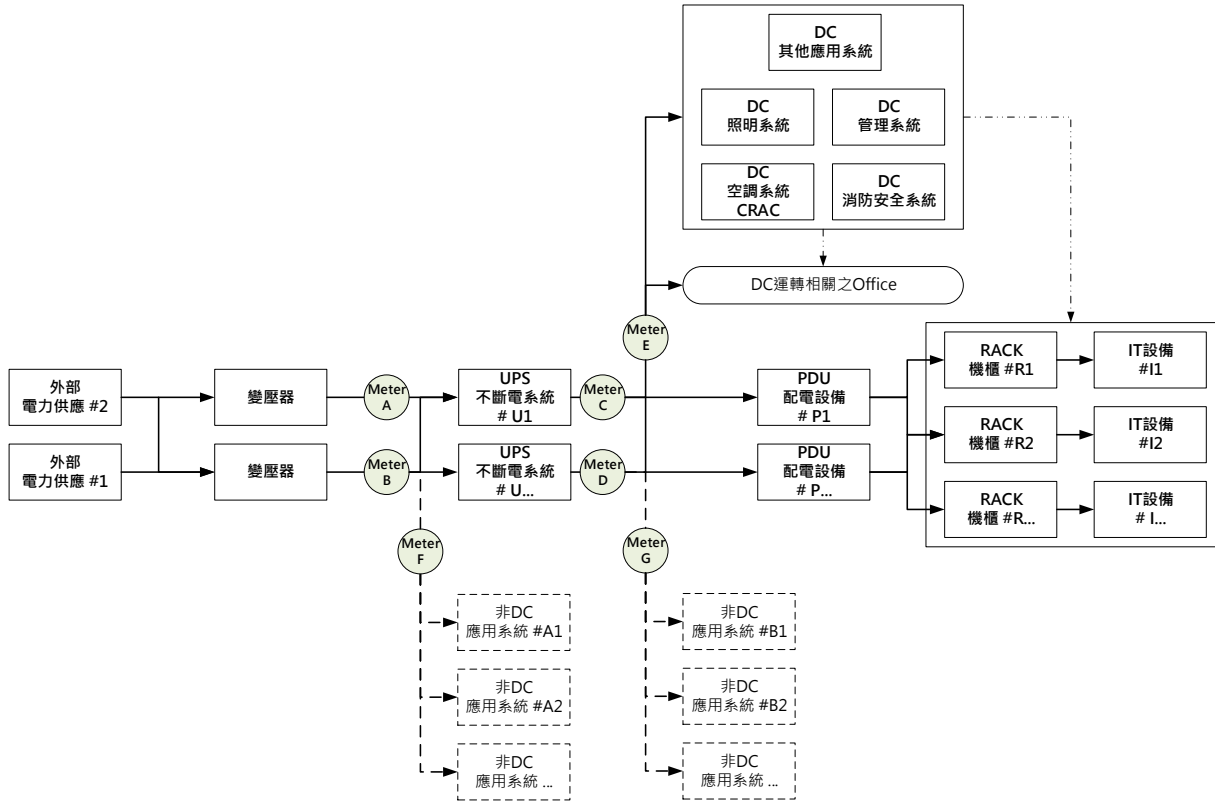 DC
其他應用系統
DC
照明系統
DC
管理系統
DC
空調系統
CRAC
DC
消防安全系統
DC運轉相關之Office
Meter
E
外部
電力供應 #2
變壓器
Meter
A
UPS
不斷電系統
# U1
Meter
C
PDU
配電設備
# P1
RACK
機櫃 #R1
IT設備
#I1
外部
電力供應 #1
變壓器
Meter
B
UPS
不斷電系統
# U...
Meter
D
PDU
配電設備
# P...
RACK
機櫃 #R2
IT設備
#I2
RACK
機櫃 #R...
IT設備
# I...
Meter
F
Meter
G
非DC
應用系統 #A1
非DC
應用系統 #B1
非DC
應用系統 #A2
非DC
應用系統 #B2
非DC
應用系統 ...
非DC
應用系統 ...